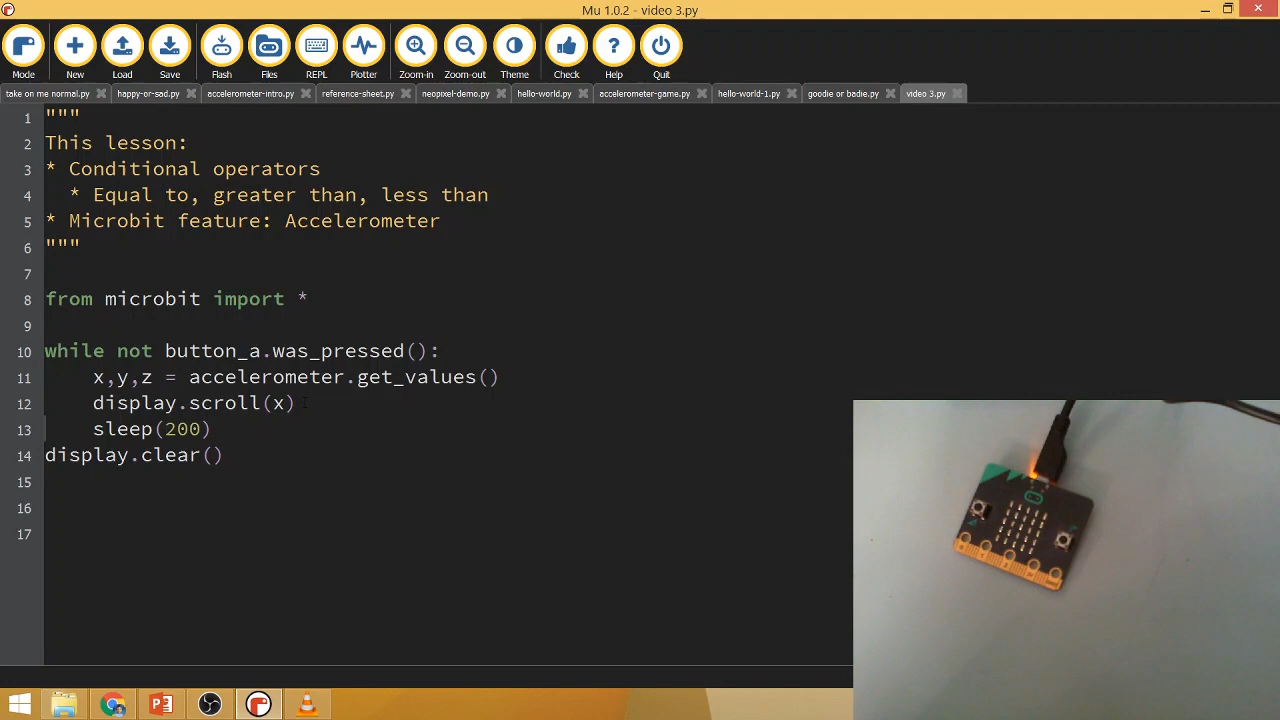 Mu 1.0.2 - video 3.py
Mode New Load Save Flash Files REPL Plotter Zoom-in Zoom-out Theme Check Help Quit
take on me normal.py happy-or-sad.py accelerometer-intro.py reference-sheet.py neopixel-demo.py hello-world.py accelerometer-game.py hello-world-1.py goodie or badie.py video 3.py
1 """
2 This lesson:
3 * Conditional operators
4 * Equal to, greater than, less than
5 * Microbit feature: Accelerometer
6 """
7
8 from microbit import *
9
10 while not button_a.was_pressed():
11 x,y,z = accelerometer.get_values()
12 display.scroll(x)
13 sleep(200)
14 display.clear()
15
16
17